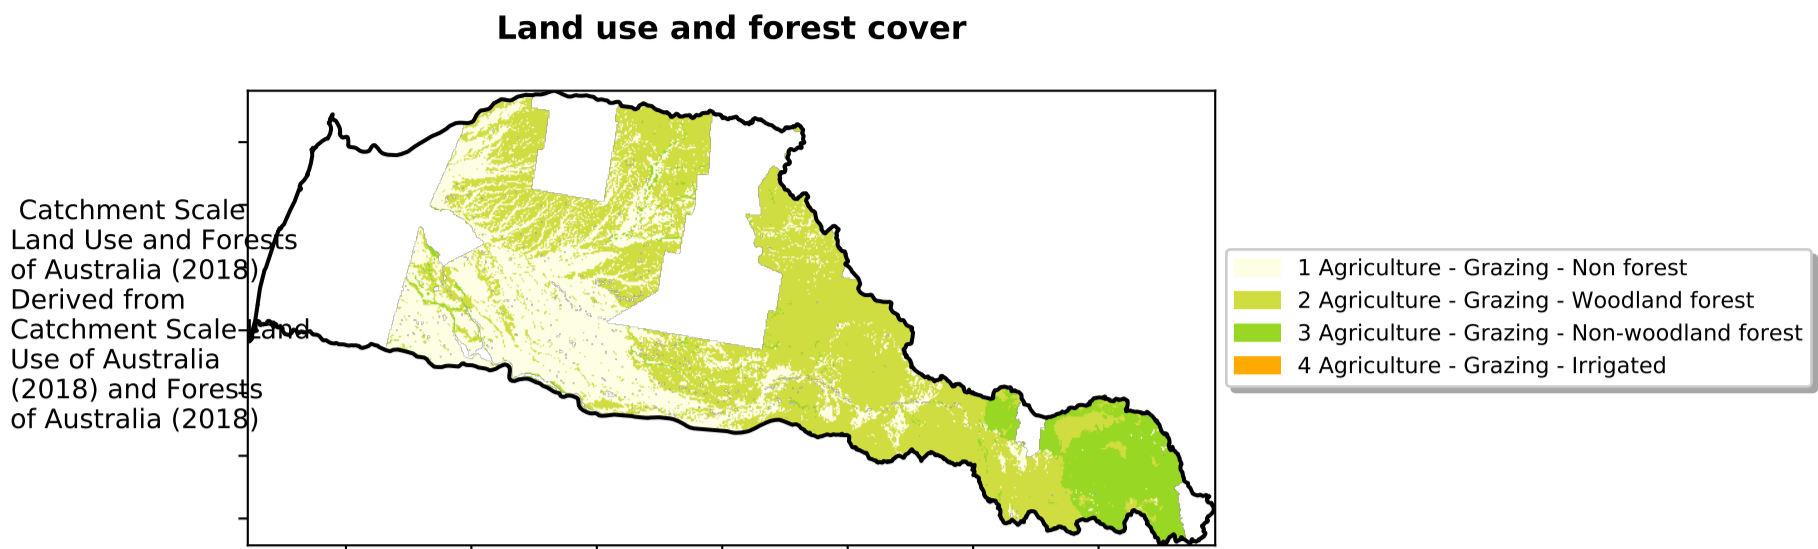 Land use and forest cover
Catchment Scale
Land Use and Forests
of Australia (2018)
Derived from
Catchment Scale Land
Use of Australia
(2018) and Forests
of Australia (2018)
1 Agriculture - Grazing - Non forest
2 Agriculture - Grazing - Woodland forest
3 Agriculture - Grazing - Non-woodland forest
4 Agriculture - Grazing - Irrigated